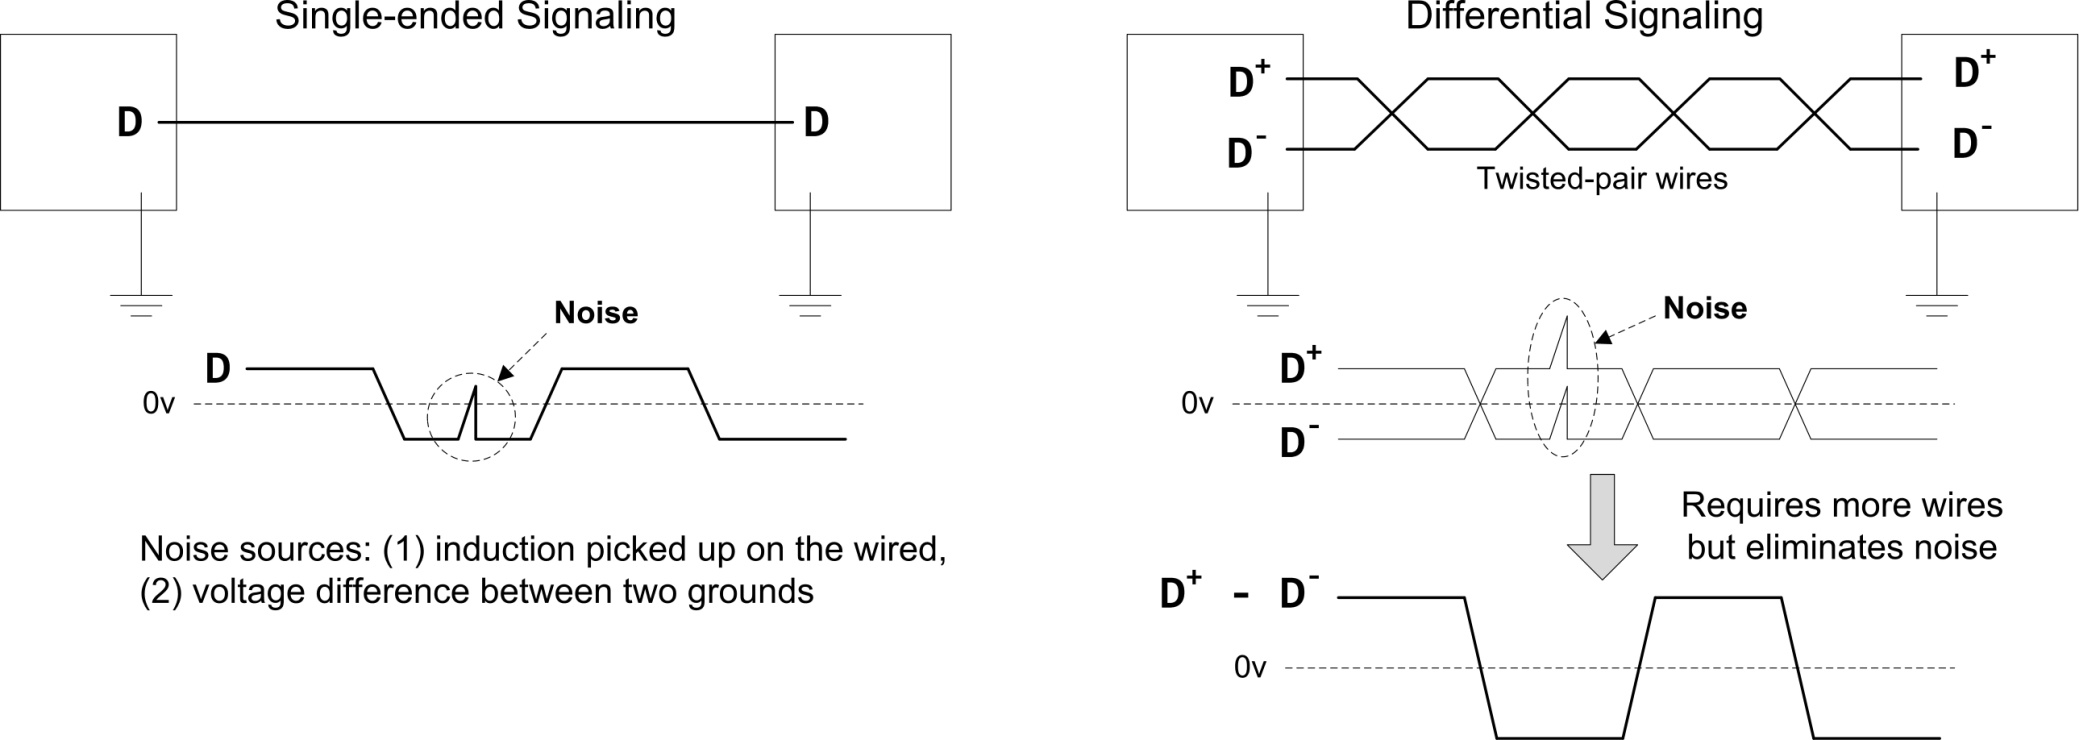 Single-ended Signaling
D
D
Noise
D
0v
Noise sources: (1) induction picked up on the wired,
(2) voltage difference between two grounds
Differential Signaling
D+
D-
D+
D-
Twisted-pair wires
Noise
D+
0v
D-
Requires more wires
but eliminates noise
D+ - D-
0v